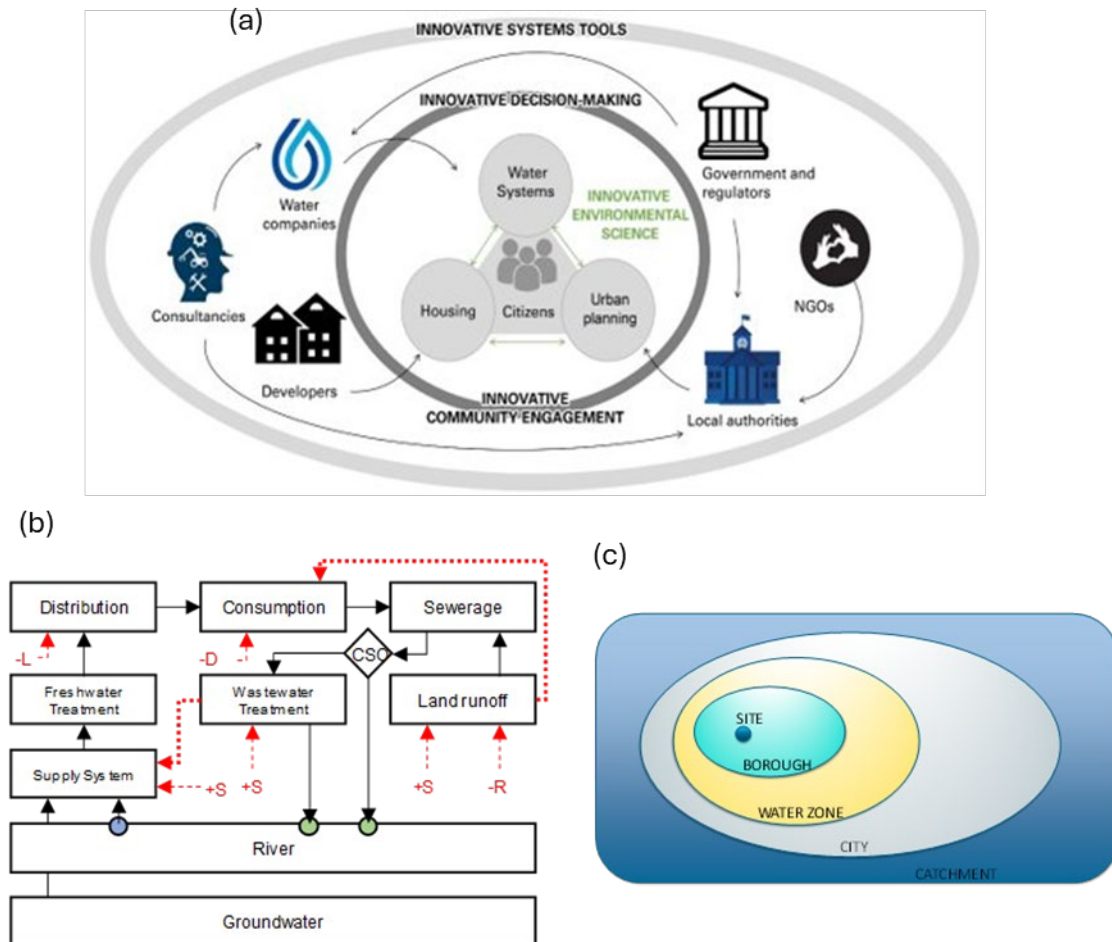 (a)
INNOVATIVE SYSTEMS TOOLS
INNOVATIVE DECISION-MAKING
Water
Systems
INNOVATIVE
ENVIRONMENTAL
SCIENCE
Housing
Citizens
Urban
planning
INNOVATIVE
COMMUNITY ENGAGEMENT
Water
companies
Consultancies
Developers
Government and
regulators
NGOs
Local authorities
(b)
Distribution
Consumption
Sewerage
-L
-D
CSO
Freshwater
Treatment
Wastewater
Treatment
Land runoff
Supply System
+S
+S
+S
-R
River
Groundwater
(c)
SITE
BOROUGH
WATER ZONE
CITY
CATCHMENT